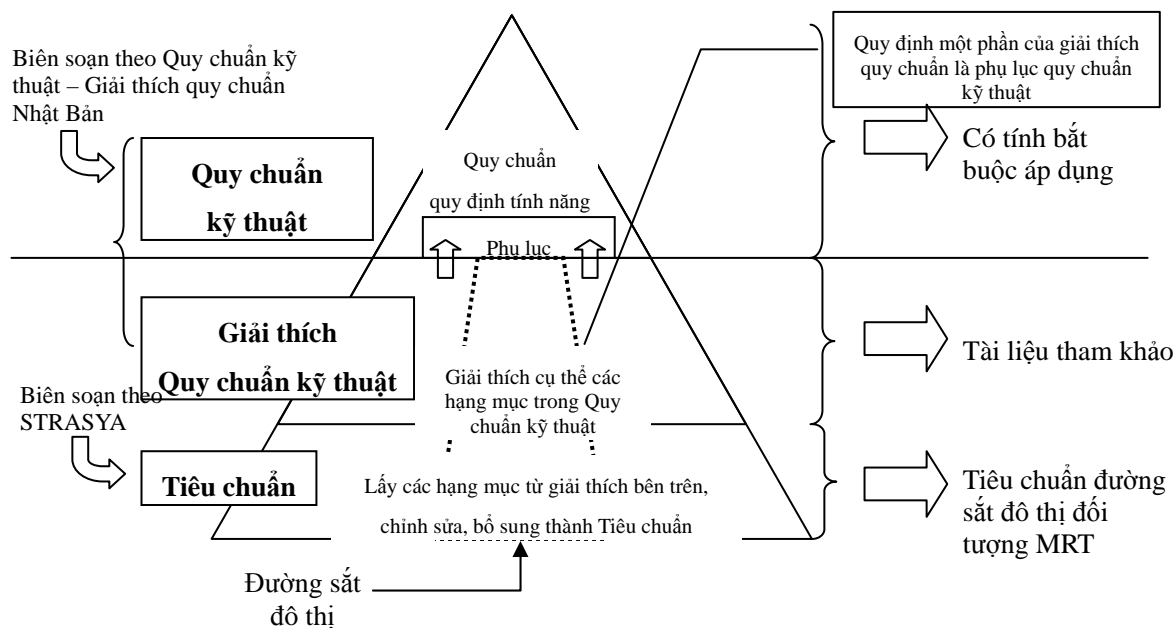 Biên soạn theo Quy chuẩn kỹ
thuật – Giải thích quy chuẩn
Nhật Bản
Quy chuẩn
kỹ thuật
Quy chuẩn
quy định tính năng
Phụ lục
Quy định một phần của giải thích
quy chuẩn là phụ lục quy chuẩn
kỹ thuật
Có tính bắt
buộc áp dụng
Giải thích
Quy chuẩn kỹ thuật
Giải thích cụ thể các
hạng mục trong Quy
chuẩn kỹ thuật
Tài liệu tham khảo
Biên soạn theo
STRASYA
Tiêu chuẩn
Lấy các hạng mục từ giải thích bên trên,
chỉnh sửa, bổ sung thành Tiêu chuẩn
Tiêu chuẩn đường
sắt đô thị đối
tượng MRT
Đường sắt
đô thị